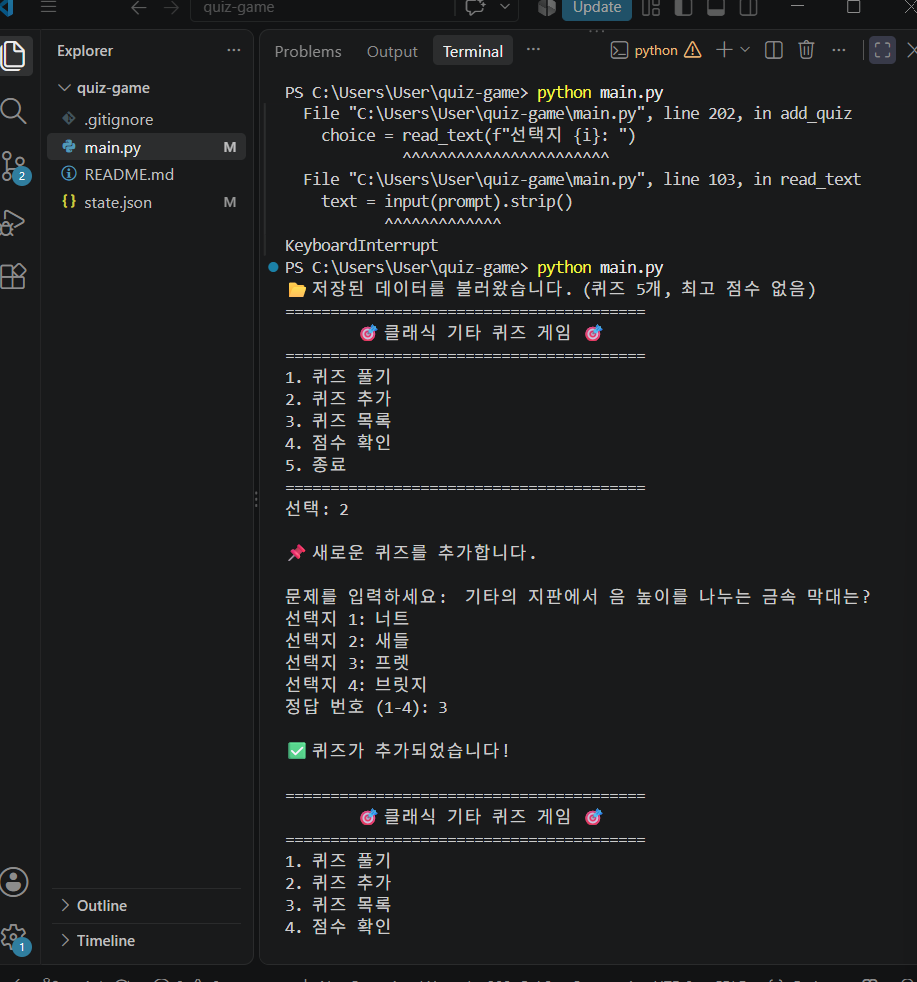 quiz-game
Update
Explorer
quiz-game
.gitignore
main.py M
README.md
state.json M
2
1
Outline
Timeline
Problems Output Terminal python
PS C:\Users\User\quiz-game> python main.py
File "C:\Users\User\quiz-game\main.py", line 202, in add_quiz
choice = read_text(f"선택지 {i}: ")
^^^^^^^^^^^^^^^^^^^^^^^
File "C:\Users\User\quiz-game\main.py", line 103, in read_text
text = input(prompt).strip()
^^^^^^^^^^^^^
KeyboardInterrupt
PS C:\Users\User\quiz-game> python main.py
📂 저장된 데이터를 불러왔습니다. (퀴즈 5개, 최고 점수 없음)
========================================
🎯 클래식 기타 퀴즈 게임 🎯
========================================
1. 퀴즈 풀기
2. 퀴즈 추가
3. 퀴즈 목록
4. 점수 확인
5. 종료
========================================
선택: 2
📌 새로운 퀴즈를 추가합니다.
문제를 입력하세요: 기타의 지판에서 음 높이를 나누는 금속 막대는?
선택지 1: 너트
선택지 2: 새들
선택지 3: 프렛
선택지 4: 브릿지
정답 번호 (1-4): 3
✅ 퀴즈가 추가되었습니다!
========================================
🎯 클래식 기타 퀴즈 게임 🎯
========================================
1. 퀴즈 풀기
2. 퀴즈 추가
3. 퀴즈 목록
4. 점수 확인